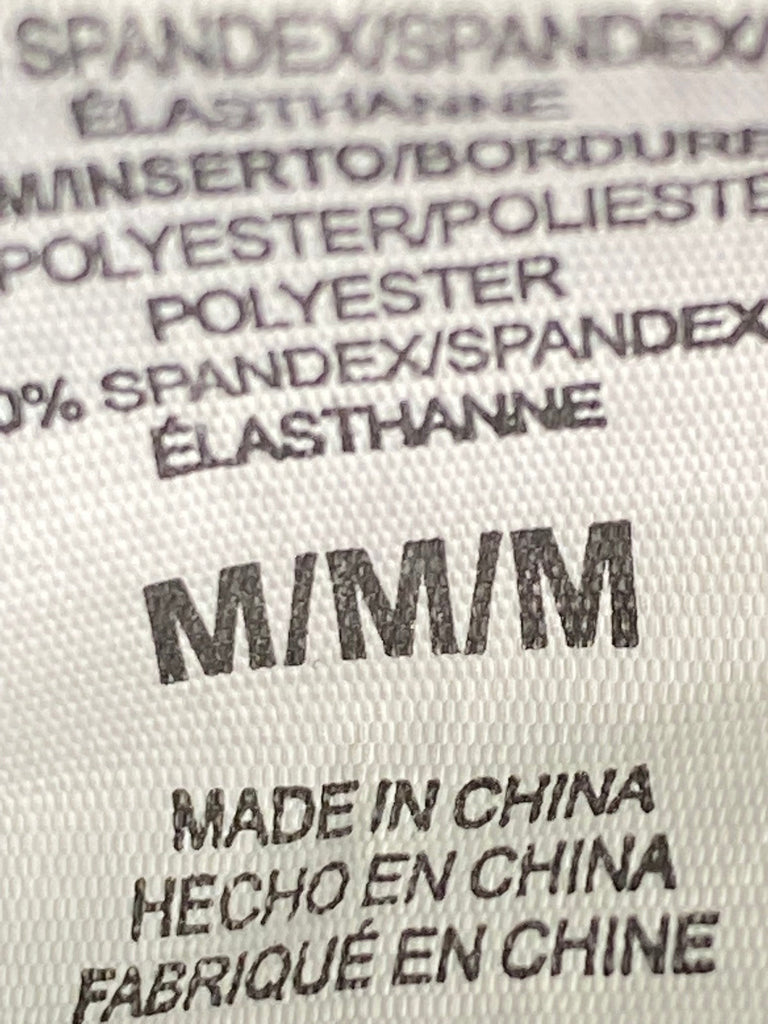 SPANDEX/SPANDEX/
ÉLASTHANNE
M/INSERTO/BORDURE
POLYESTER/POLIESTE
POLYESTER
0% SPANDEX/SPANDEX
ÉLASTHANNE
M/M/M
MADE IN CHINA
HECHO EN CHINA
FABRIQUÉ EN CHINE